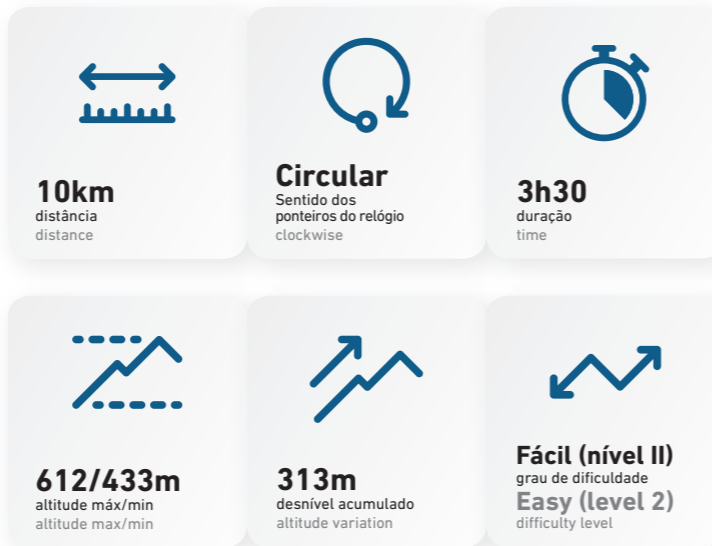 10km
distância
distance
Circular
Sentido dos
ponteiros do relógio
clockwise
3h30
duração
time
612/433m
altitude máx/min
altitude max/min
313m
desnível acumulado
altitude variation
Fácil (nível II)
grau de dificuldade
Easy (level 2)
difficulty level